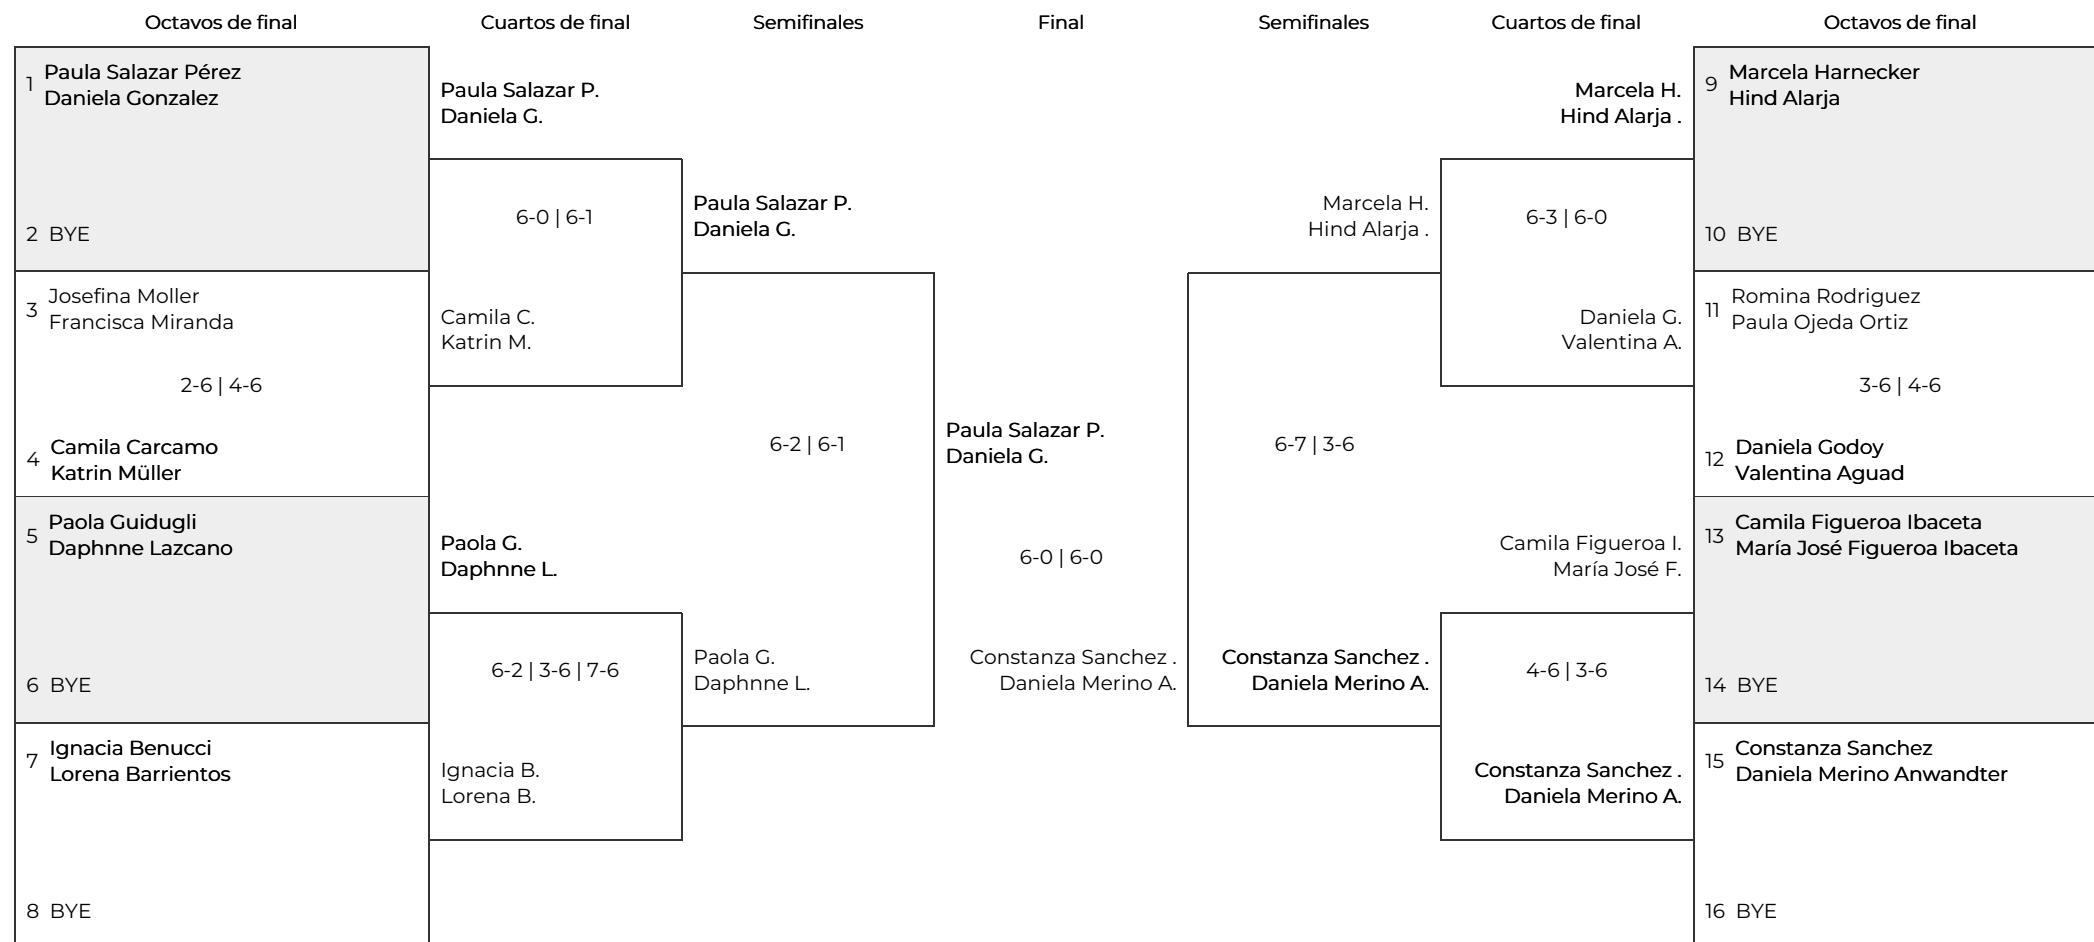 Octavos de final
Cuartos de final
Semifinales
Final
Semifinales
Cuartos de final
Octavos de final
1
Paula Salazar Pérez
Daniela Gonzalez
2 BYE
3
Josefina Moller
Francisca Miranda
2-6 | 4-6
4
Camila Carcamo
Katrin Müller
5
Paola Guidugli
Daphnne Lazcano
6 BYE
7
Ignacia Benucci
Lorena Barrientos
8 BYE
Paula Salazar P.
Daniela G.
6-0 | 6-1
Camila C.
Katrin M.
Paola G.
Daphnne L.
6-2 | 3-6 | 7-6
Ignacia B.
Lorena B.
Paula Salazar P.
Daniela G.
6-2 | 6-1
Paola G.
Daphnne L.
Paula Salazar P.
Daniela G.
6-0 | 6-0
Constanza Sanchez .
Daniela Merino A.
Marcela H.
Hind Alarja .
6-7 | 3-6
Constanza Sanchez .
Daniela Merino A.
Marcela H.
Hind Alarja .
6-3 | 6-0
Daniela G.
Valentina A.
Camila Figueroa I.
María José F.
4-6 | 3-6
Constanza Sanchez .
Daniela Merino A.
9
Marcela Harnecker
Hind Alarja
10 BYE
11
Romina Rodriguez
Paula Ojeda Ortiz
3-6 | 4-6
12
Daniela Godoy
Valentina Aguad
13
Camila Figueroa Ibaceta
María José Figueroa Ibaceta
14 BYE
15
Constanza Sanchez
Daniela Merino Anwandter
16 BYE